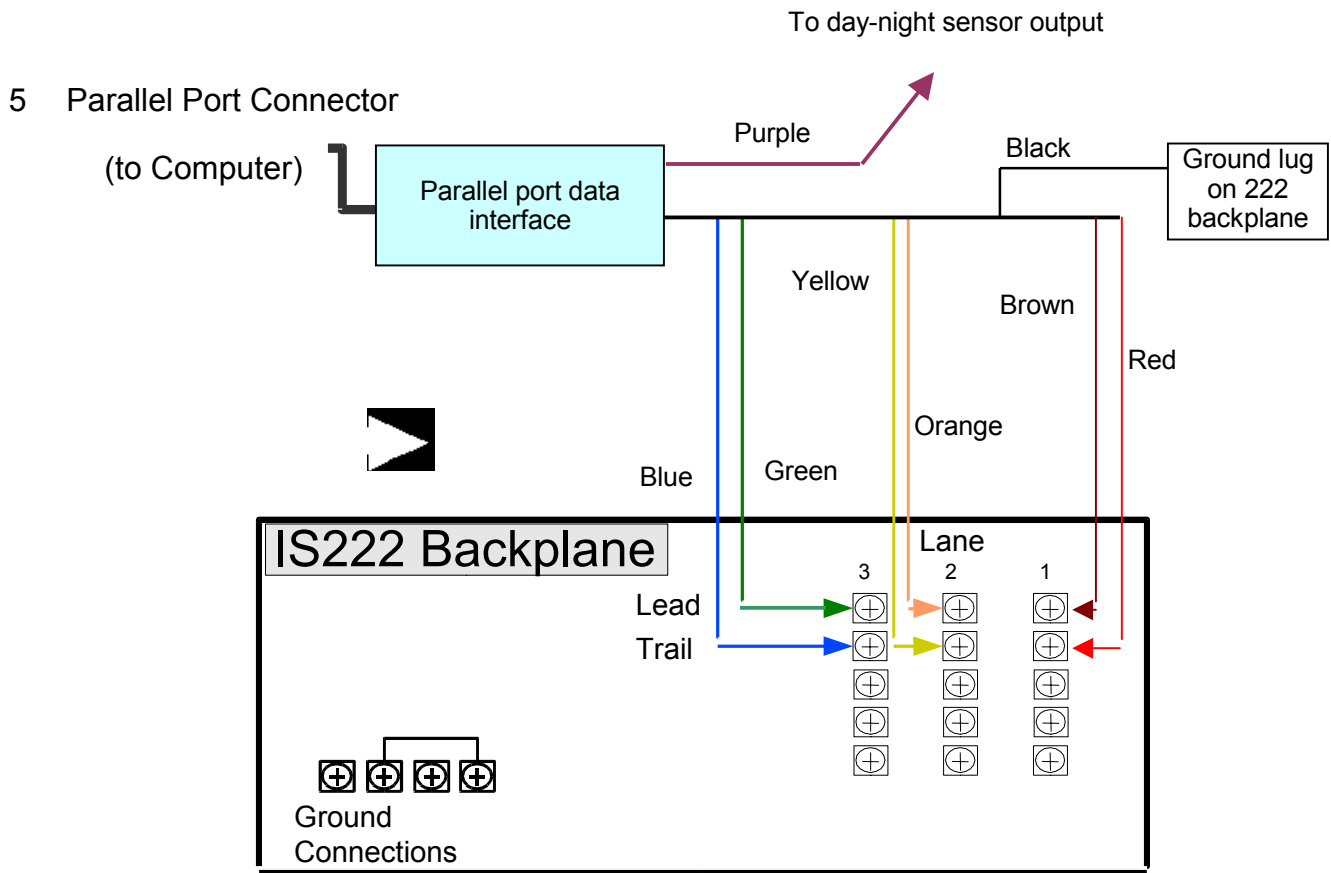 To day-night sensor output
5 Parallel Port Connector
(to Computer)
Purple
Black
Parallel port data
interface
Ground lug
on 222
backplane
Yellow
Brown
Red
Orange
Blue
Green
IS222 Backplane
Lane
3 2 1
Lead
Trail
Ground
Connections